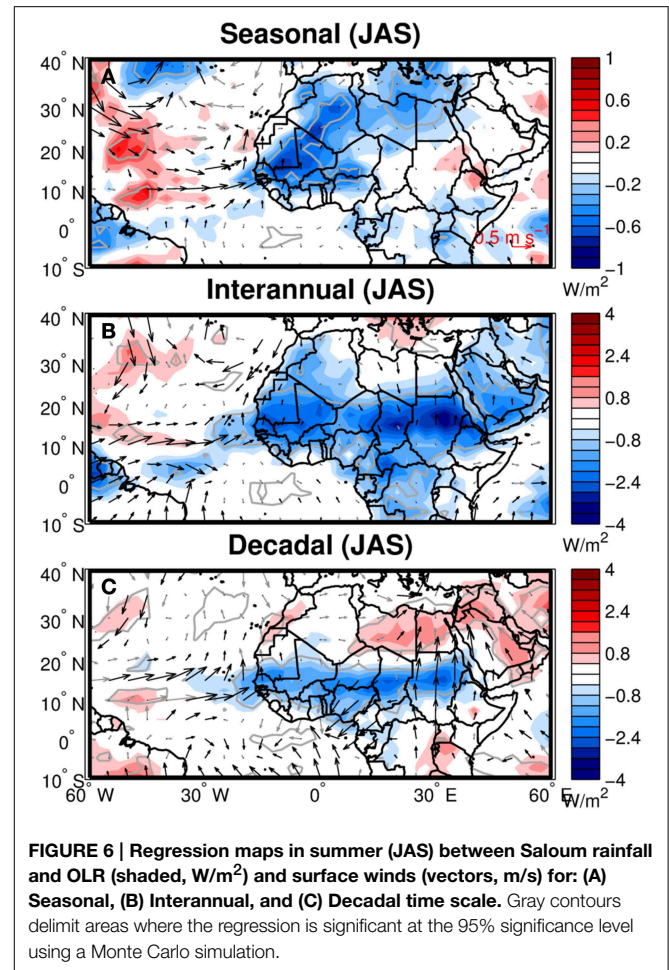 Seasonal (JAS)
A
40° N
30° N
20° N
10° N
0°
10° S
0.5 m s⁻¹
1
0.6
0.2
−0.2
−0.6
−1
W/m²
Interannual (JAS)
B
40° N
30° N
20° N
10° N
0°
10° S
4
2.4
0.8
−0.8
−2.4
−4
W/m²
Decadal (JAS)
C
40° N
30° N
20° N
10° N
0°
10° S
60° W
30° W
0°
30° E
60° E
4
2.4
0.8
−0.8
−2.4
−4
W/m²
FIGURE 6 | Regression maps in summer (JAS) between Saloum rainfall
and OLR (shaded, W/m²) and surface winds (vectors, m/s) for: (A)
Seasonal, (B) Interannual, and (C) Decadal time scale. Gray contours
delimit areas where the regression is significant at the 95% significance level
using a Monte Carlo simulation.